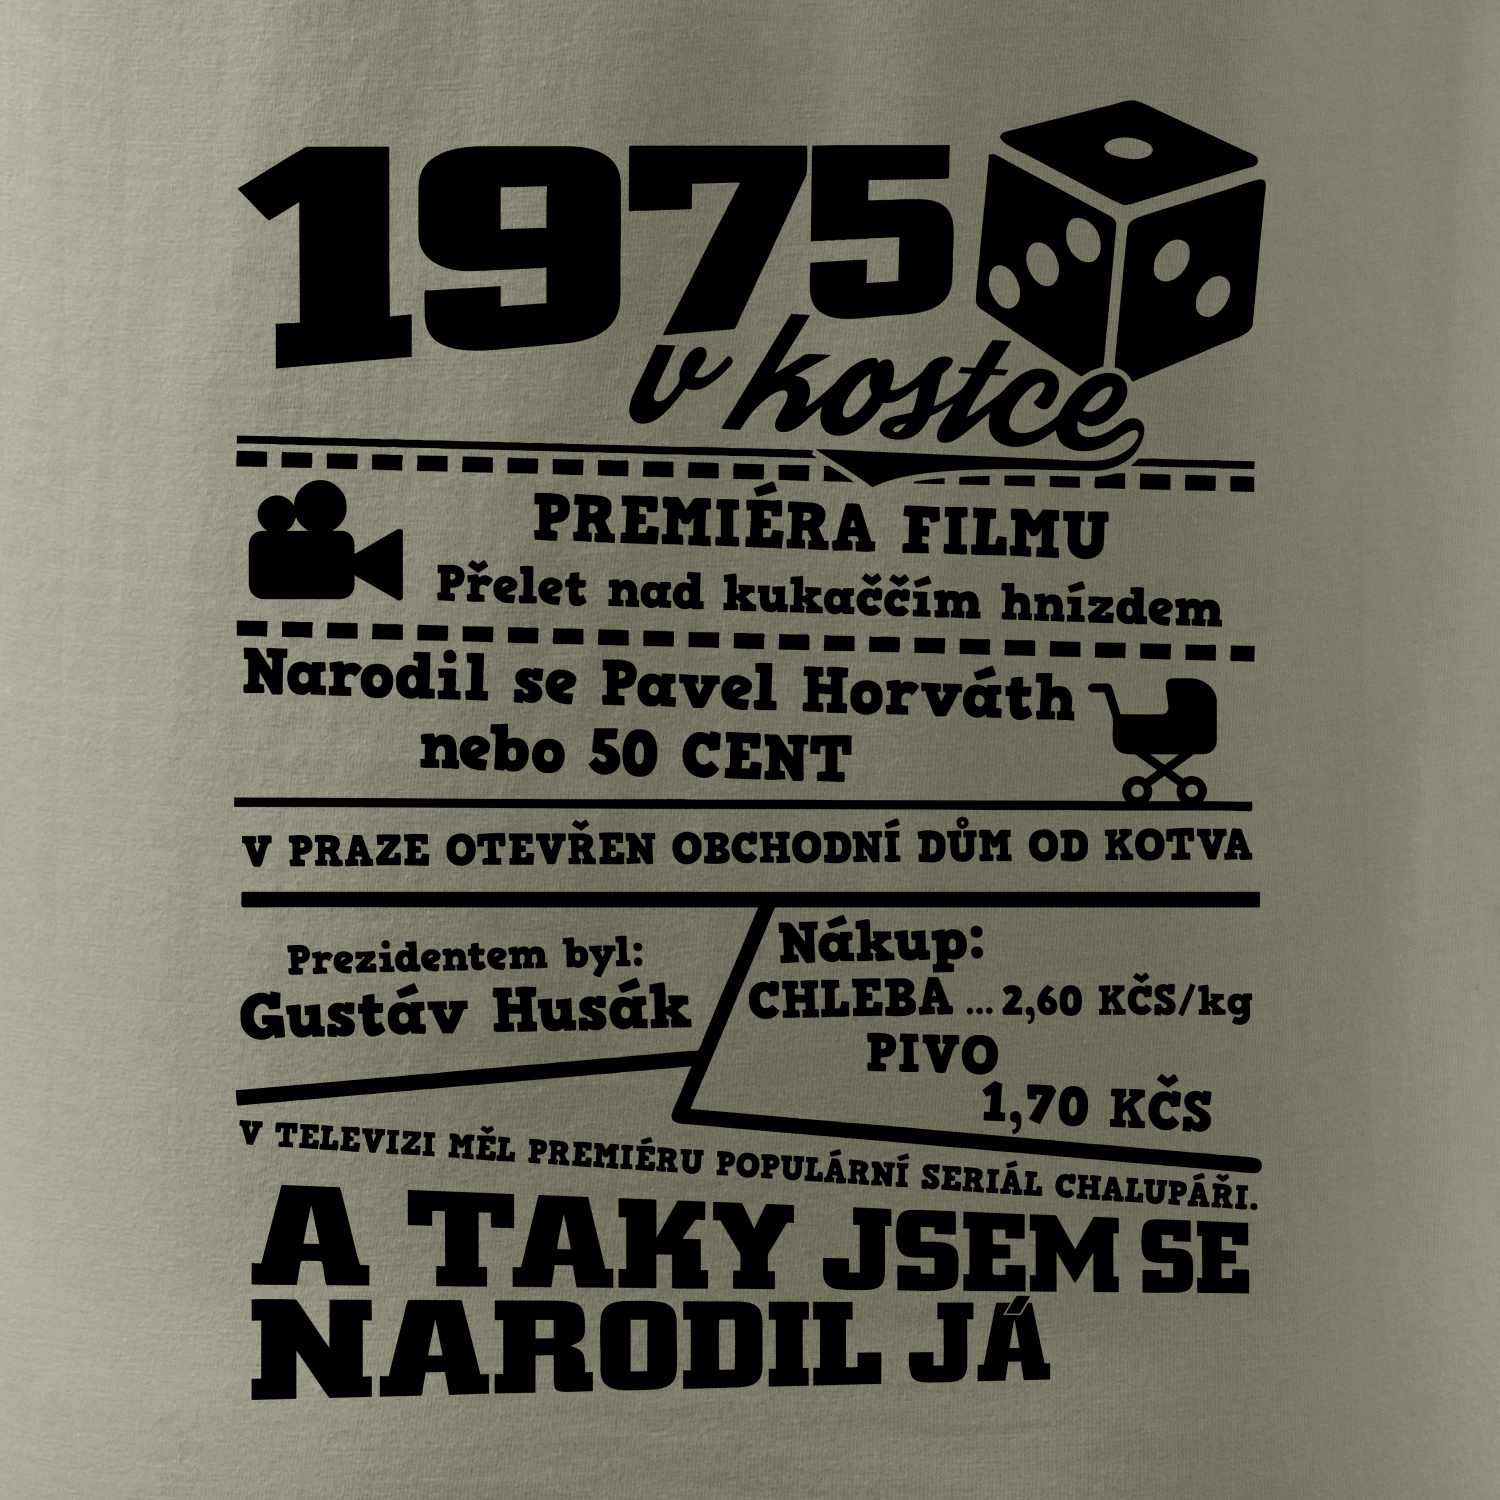 1975
v kostce
PREMIÉRA FILMU
Přelet nad kukaččím hnízdem
Narodil se Pavel Horváth
nebo 50 CENT
V PRAZE OTEVŘEN OBCHODNÍ DŮM OD KOTVA
Prezidentem byl:
Gustáv Husák
Nákup:
CHLEBA ... 2,60 KČS/kg
PIVO
1,70 KČS
V TELEVIZI MĚL PREMIÉRU POPULÁRNÍ SERIÁL CHALUPÁŘI.
A TAKY JSEM SE
NARODIL JÁ